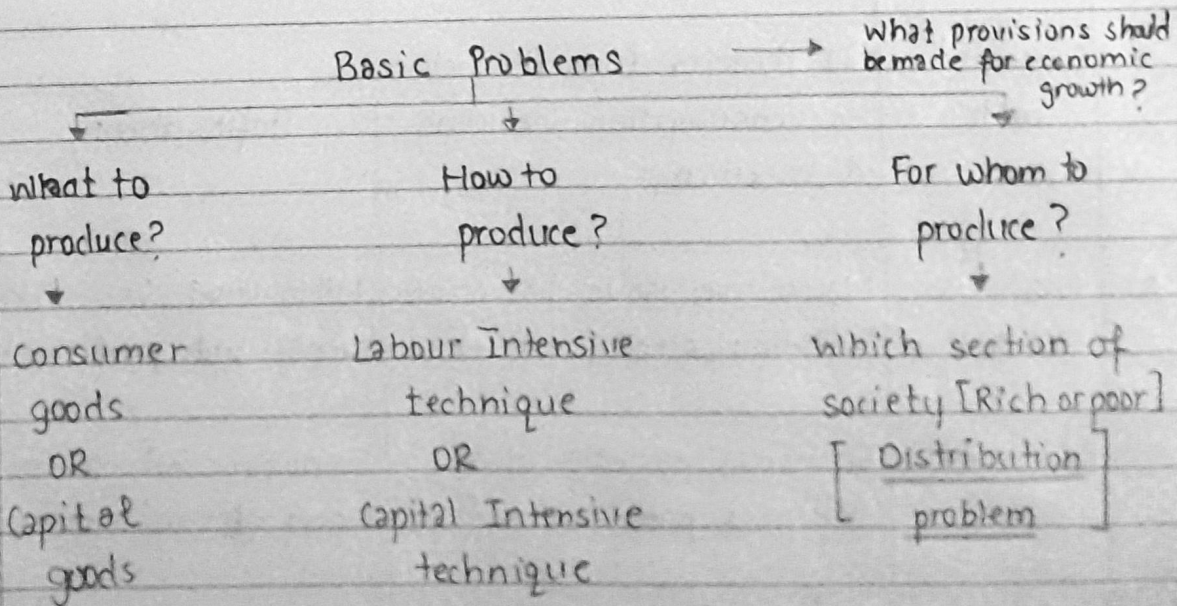 Basic Problems
What provisions should
be made for economic
growth?
What to
produce?
How to
produce?
For whom to
produce?
consumer
goods
OR
Capital
goods
Labour Intensive
technique
OR
Capital Intensive
technique
Which section of
society [Rich or poor]
[Distribution
problem]